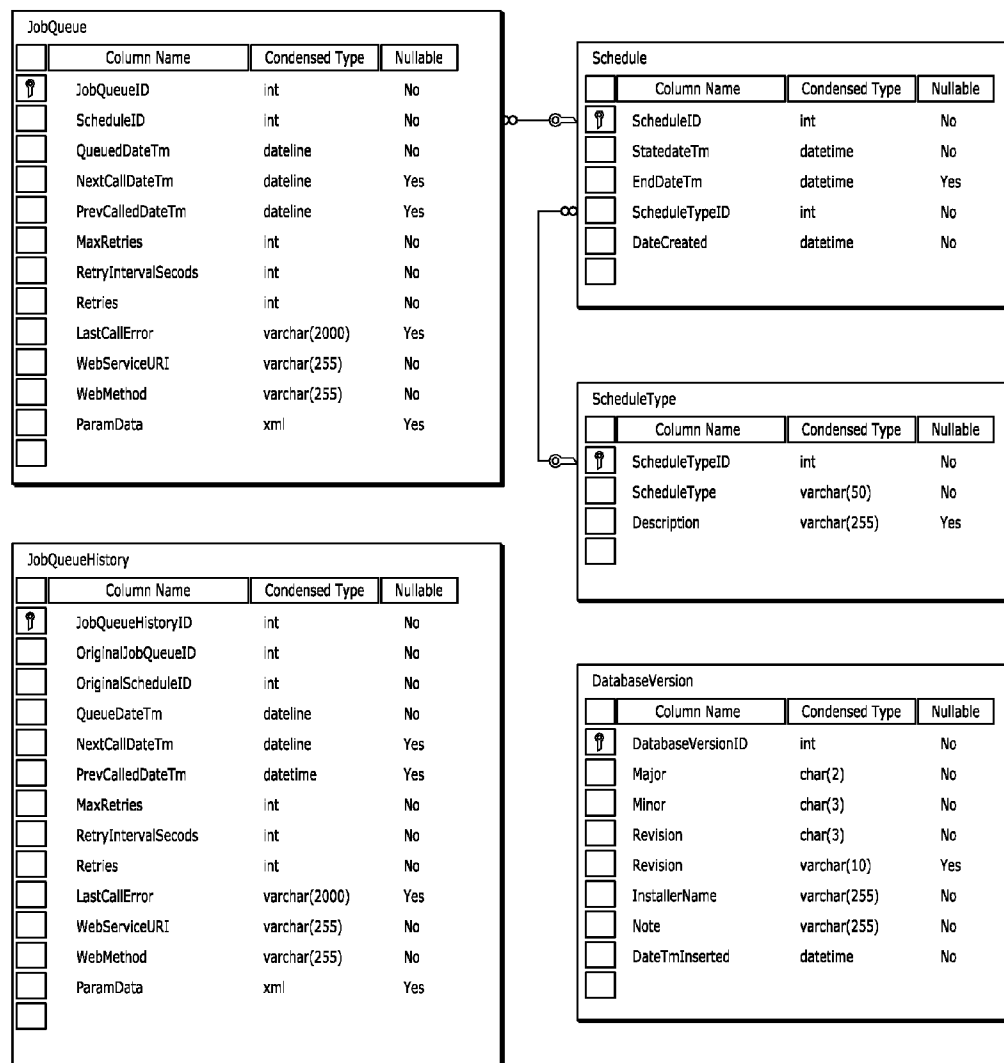 JobQueue
Column Name Condensed Type Nullable
JobQueueID int No
ScheduleID int No
QueuedDateTm dateline No
NextCallDateTm dateline Yes
PrevCalledDateTm dateline Yes
MaxRetries int No
RetryIntervalSecods int No
Retries int No
LastCallError varchar(2000) Yes
WebServiceURI varchar(255) No
WebMethod varchar(255) No
ParamData xml Yes
Schedule
Column Name Condensed Type Nullable
ScheduleID int No
StatedateTm datetime No
EndDateTm datetime Yes
ScheduleTypeID int No
DateCreated datetime No
ScheduleType
Column Name Condensed Type Nullable
ScheduleTypeID int No
ScheduleType varchar(50) No
Description varchar(255) Yes
JobQueueHistory
Column Name Condensed Type Nullable
JobQueueHistoryID int No
OriginalJobQueueID int No
OriginalScheduleID int No
QueueDateTm dateline No
NextCallDateTm dateline Yes
PrevCalledDateTm datetime Yes
MaxRetries int No
RetryIntervalSecods int No
Retries int No
LastCallError varchar(2000) Yes
WebServiceURI varchar(255) No
WebMethod varchar(255) No
ParamData xml Yes
DatabaseVersion
Column Name Condensed Type Nullable
DatabaseVersionID int No
Major char(2) No
Minor char(3) No
Revision char(3) No
Revision varchar(10) Yes
InstallerName varchar(255) No
Note varchar(255) No
DateTmInserted datetime No